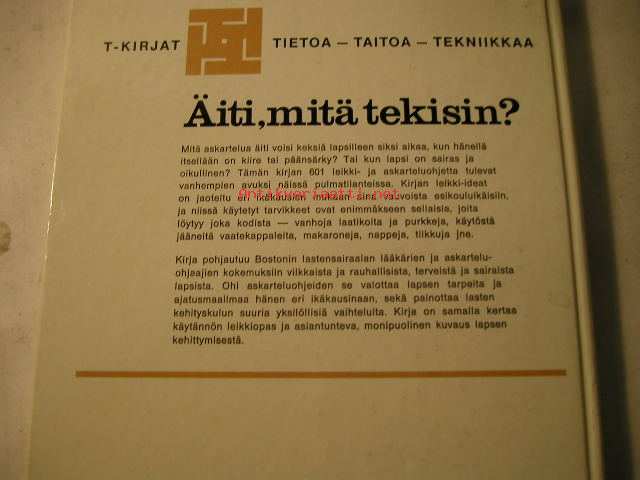 T-KIRJAT TIETOA — TAITOA — TEKNIIKKAA
Äiti, mitä tekisin?
Mitä askartelua äiti voisi keksiä lapsilleen siksi aikaa, kun hänellä
itsellään on kiire tai päänsärky? Tai kun lapsi on sairas ja
oikullinen? Tämän kirjan 601 leikki- ja askarteluohjetta tulevat
vanhempien avuksi näissä pulmatilanteissa. Kirjan leikki-ideat
on jaoteltu eri ikäkausien mukaan aina vauvoista esikouluikäisiin,
ja niissä käytetyt tarvikkeet ovat enimmäkseen sellaisia, joita
löytyy joka kodista — vanhoja laatikoita ja purkkeja, käytöstä
jääneitä vaatekappaleita, makaroneja, nappeja, tilkkuja jne.
Kirja pohjautuu Bostonin lastensairaalan lääkärien ja askartelu-
ohjaajien kokemuksiin vilkkaista ja rauhallisista, terveistä ja sairaista
lapsista. Ohi askarteluohjeiden se valottaa lapsen tarpeita ja
ajatusmaailmaa hänen eri ikäkausinaan, sekä painottaa lasten
kehityskulun suuria yksilöllisiä vaihteluita. Kirja on samalla kertaa
käytännön leikkiopas ja asiantunteva, monipuolinen kuvaus lapsen
kehittymisestä.
antikvariaatti.net